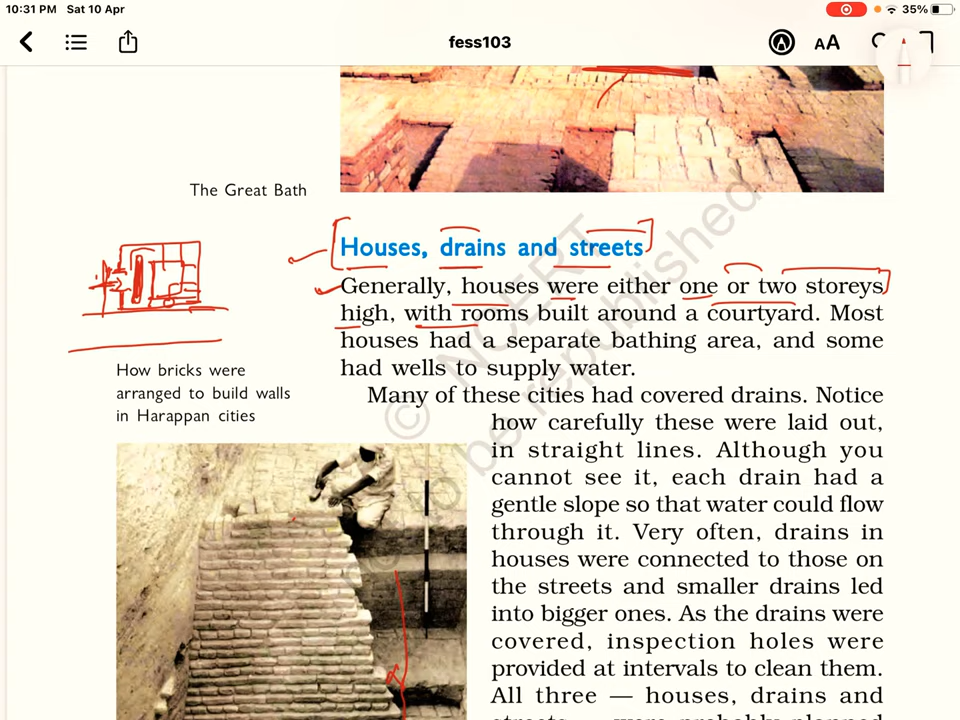 10:31 PM Sat 10 Apr
35%
fess103
AA
The Great Bath
Houses, drains and streets
Generally, houses were either one or two storeys
high, with rooms built around a courtyard. Most
houses had a separate bathing area, and some
had wells to supply water.
How bricks were
arranged to build walls
in Harappan cities
Many of these cities had covered drains. Notice
how carefully these were laid out,
in straight lines. Although you
cannot see it, each drain had a
gentle slope so that water could flow
through it. Very often, drains in
houses were connected to those on
the streets and smaller drains led
into bigger ones. As the drains were
covered, inspection holes were
provided at intervals to clean them.
All three — houses, drains and
© NCERT
be republished